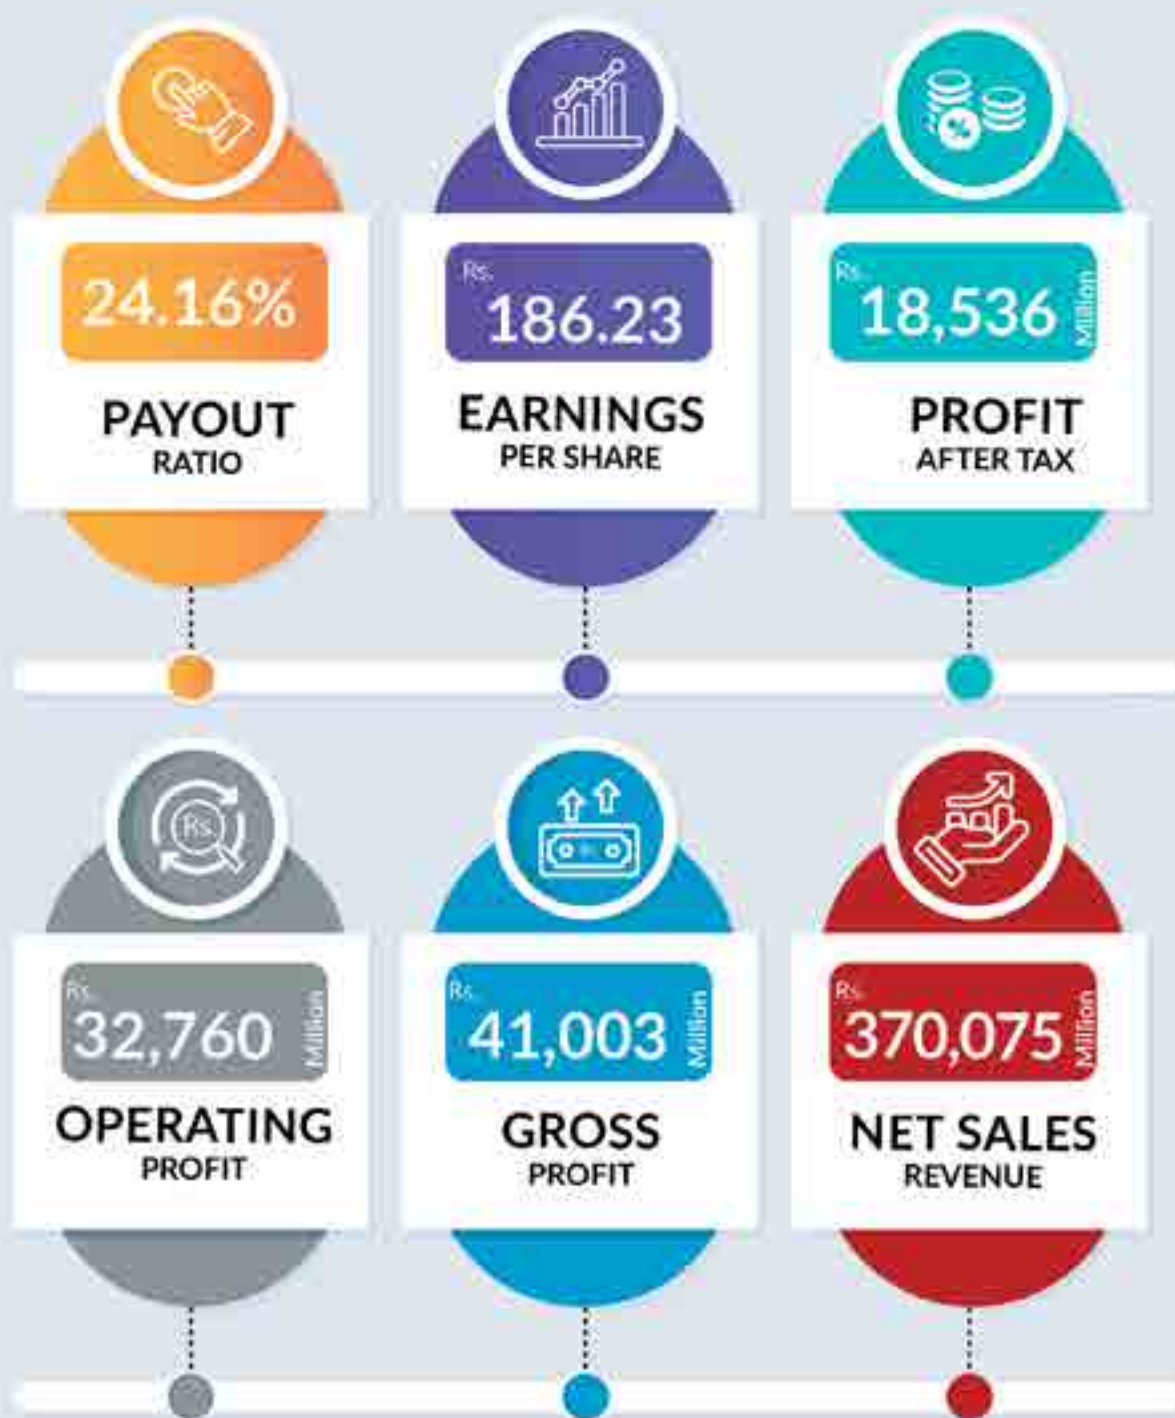 24.16%
PAYOUT
RATIO
Rs.
186.23
EARNINGS
PER SHARE
Rs.
18,536
Million
PROFIT
AFTER TAX
Rs.
Rs.
32,760
Million
OPERATING
PROFIT
Rs.
41,003
Million
GROSS
PROFIT
Rs.
370,075
Million
NET SALES
REVENUE